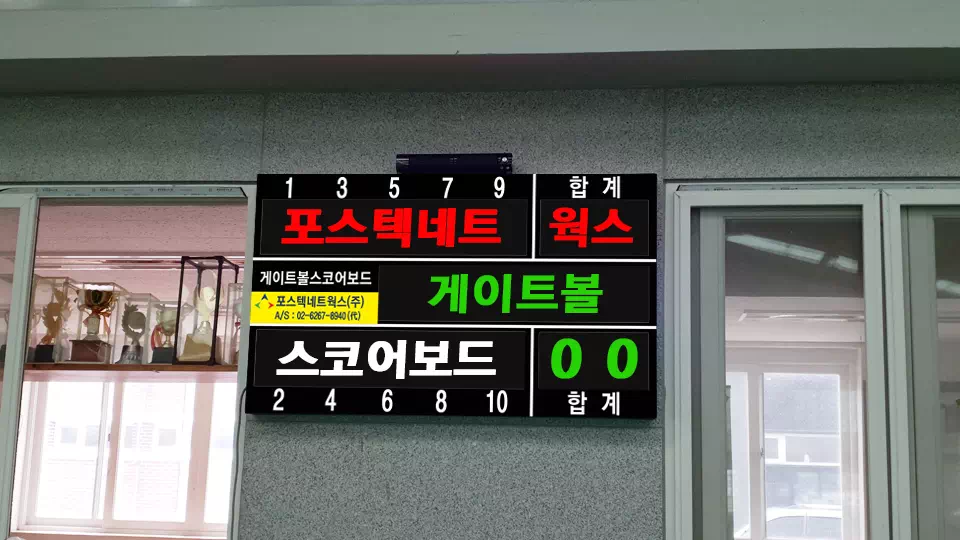 1 3 5 7 9 합 계
포스텍네트 웍스
게이트볼스코어보드
포스텍네트웍스(주)
A/S : 02-6267-8940(代)
게이트볼
스코어보드 0 0
2 4 6 8 10 합 계